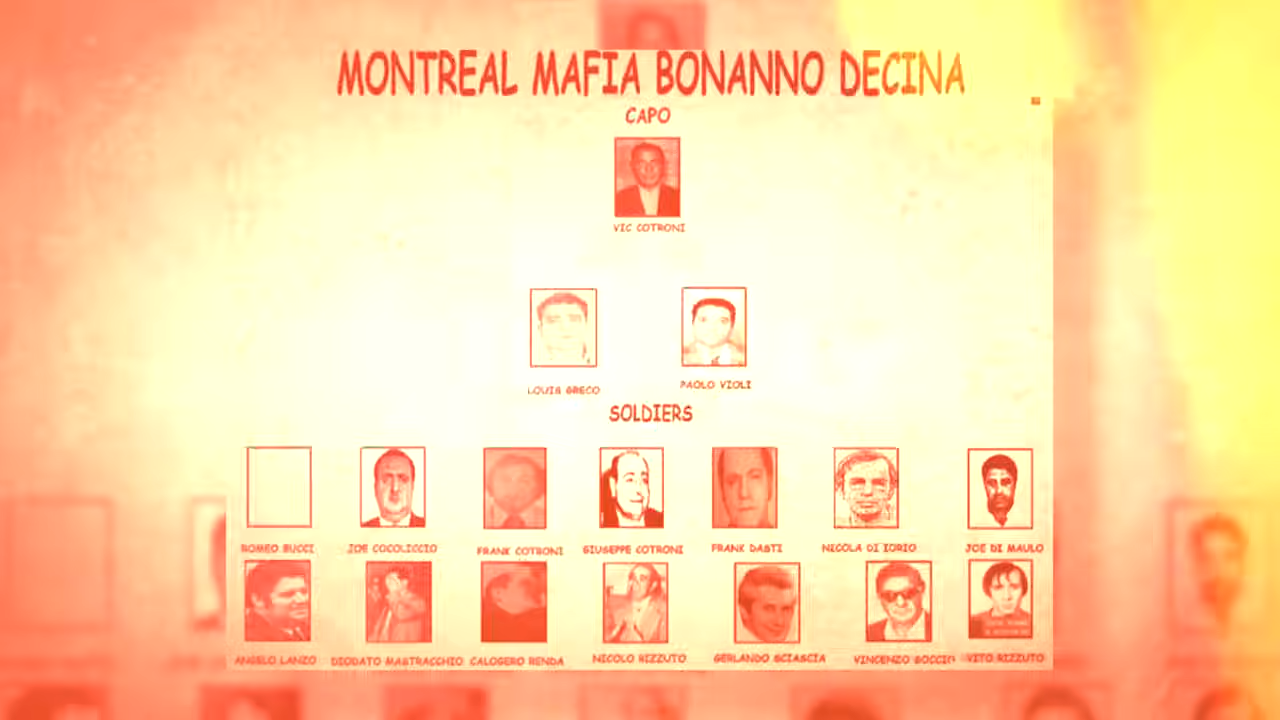 MONTREAL MAFIA BONANNO DECINA
CAPO
VIC COTRONI
LOUIS GRECO PAOLO VIOLI
SOLDIERS
ROMEO BUCCI JOE COCOLICCIO FRANK COTRONI GIUSEPPE COTRONI FRANK DASTI NICOLA DI IORIO JOE DI MAULO
ANGELO LANZO DIODATO MASTRACCHIO CALOGERO RENDA NICOLO RIZZUTO GERLANDO SCIASCIA VINCENZO SOCCIO VITO RIZZUTO